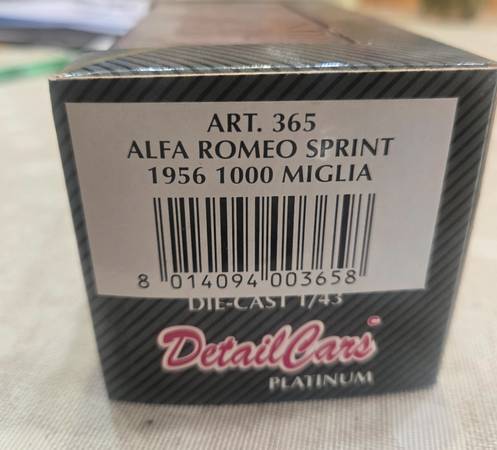 ART. 365
ALFA ROMEO SPRINT
1956 1000 MIGLIA
8 014094 003658
DIE-CAST 1/43
DetailCars
PLATINUM